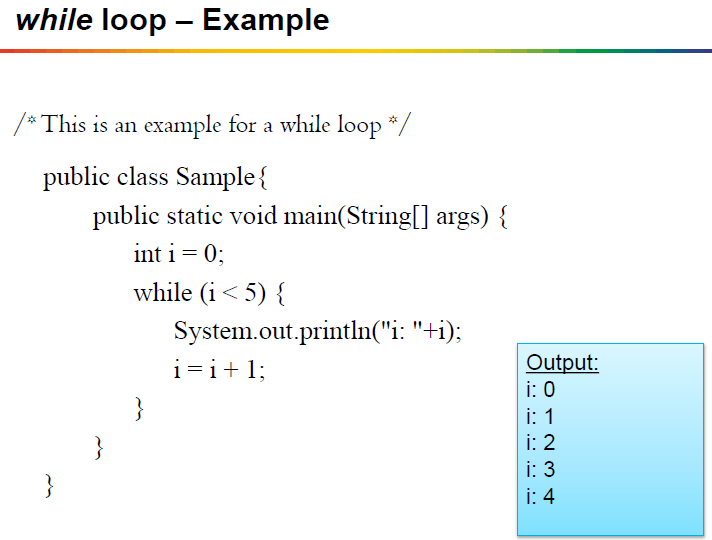 while loop – Example
/* This is an example for a while loop */
public class Sample{
public static void main(String[] args) {
int i = 0;
while (i < 5) {
System.out.println("i: "+i);
i = i + 1;
}
}
}
Output:
i: 0
i: 1
i: 2
i: 3
i: 4